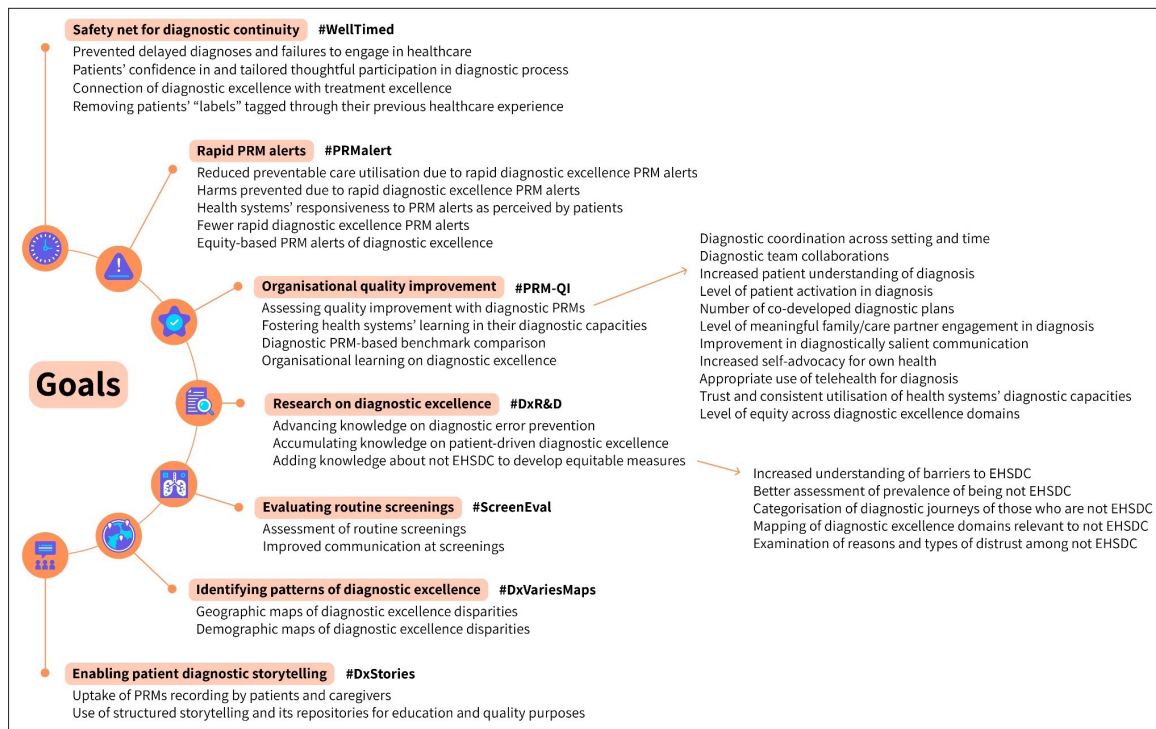 Safety net for diagnostic continuity #WellTimed
Prevented delayed diagnoses and failures to engage in healthcare
Patients' confidence in and tailored thoughtful participation in diagnostic process
Connection of diagnostic excellence with treatment excellence
Removing patients' “labels” tagged through their previous healthcare experience
Rapid PRM alerts #PRMalert
Reduced preventable care utilisation due to rapid diagnostic excellence PRM alerts
Harms prevented due to rapid diagnostic excellence PRM alerts
Health systems' responsiveness to PRM alerts as perceived by patients
Fewer rapid diagnostic excellence PRM alerts
Equity-based PRM alerts of diagnostic excellence
Organisational quality improvement #PRM-QI
Assessing quality improvement with diagnostic PRMs
Fostering health systems' learning in their diagnostic capacities
Diagnostic PRM-based benchmark comparison
Organisational learning on diagnostic excellence
Diagnostic coordination across setting and time
Diagnostic team collaborations
Increased patient understanding of diagnosis
Level of patient activation in diagnosis
Number of co-developed diagnostic plans
Level of meaningful family/care partner engagement in diagnosis
Improvement in diagnostically salient communication
Increased self-advocacy for own health
Appropriate use of telehealth for diagnosis
Trust and consistent utilisation of health systems' diagnostic capacities
Level of equity across diagnostic excellence domains
Goals
Research on diagnostic excellence #DxR&D
Advancing knowledge on diagnostic error prevention
Accumulating knowledge on patient-driven diagnostic excellence
Adding knowledge about not EHSDC to develop equitable measures
Increased understanding of barriers to EHSDC
Better assessment of prevalence of being not EHSDC
Categorisation of diagnostic journeys of those who are not EHSDC
Mapping of diagnostic excellence domains relevant to not EHSDC
Examination of reasons and types of distrust among not EHSDC
Evaluating routine screenings #ScreenEval
Assessment of routine screenings
Improved communication at screenings
Identifying patterns of diagnostic excellence #DxVariesMaps
Geographic maps of diagnostic excellence disparities
Demographic maps of diagnostic excellence disparities
Enabling patient diagnostic storytelling #DxStories
Uptake of PRMs recording by patients and caregivers
Use of structured storytelling and its repositories for education and quality purposes